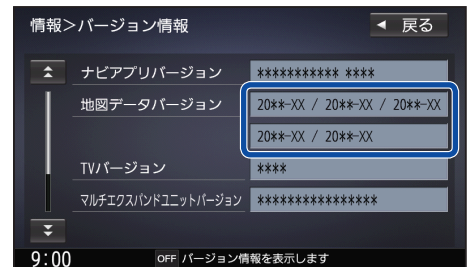 情報>バージョン情報
◀ 戻る
ナビアプリバージョン *********** ****
地図データバージョン 20**-XX / 20**-XX / 20**-XX
20**-XX / 20**-XX
TVバージョン ****
マルチエクスパンドユニットバージョン ****************
9:00 OFF バージョン情報を表示します